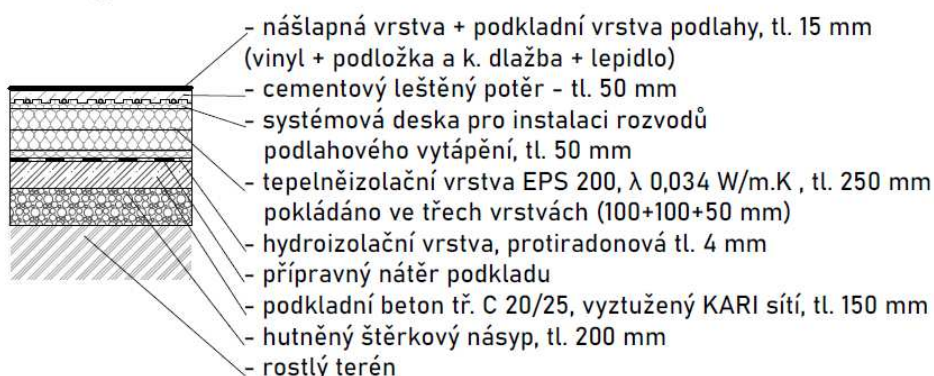 - nášlapná vrstva + podkladní vrstva podlahy, tl. 15 mm
(vinyl + podložka a k. dlažba + lepidlo)
- cementový leštěný potěr - tl. 50 mm
- systémová deska pro instalaci rozvodů
podlahového vytápění, tl. 50 mm
- tepelněizolační vrstva EPS 200, λ 0,034 W/m.K , tl. 250 mm
pokládáno ve třech vrstvách (100+100+50 mm)
- hydroizolační vrstva, protiradonová tl. 4 mm
- přípravný nátěr podkladu
- podkladní beton tř. C 20/25, vyztužený KARI sítí, tl. 150 mm
- hutněný štěrkový násyp, tl. 200 mm
- rostlý terén